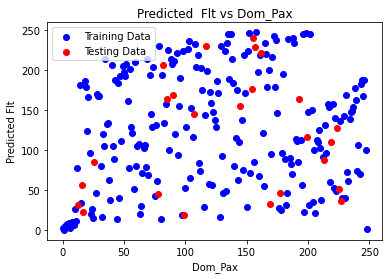 Predicted  Flt vs Dom_Pax
Training Data
Testing Data
Predicted Flt
250
200
150
100
50
0
0
50
100
150
200
250
Dom_Pax